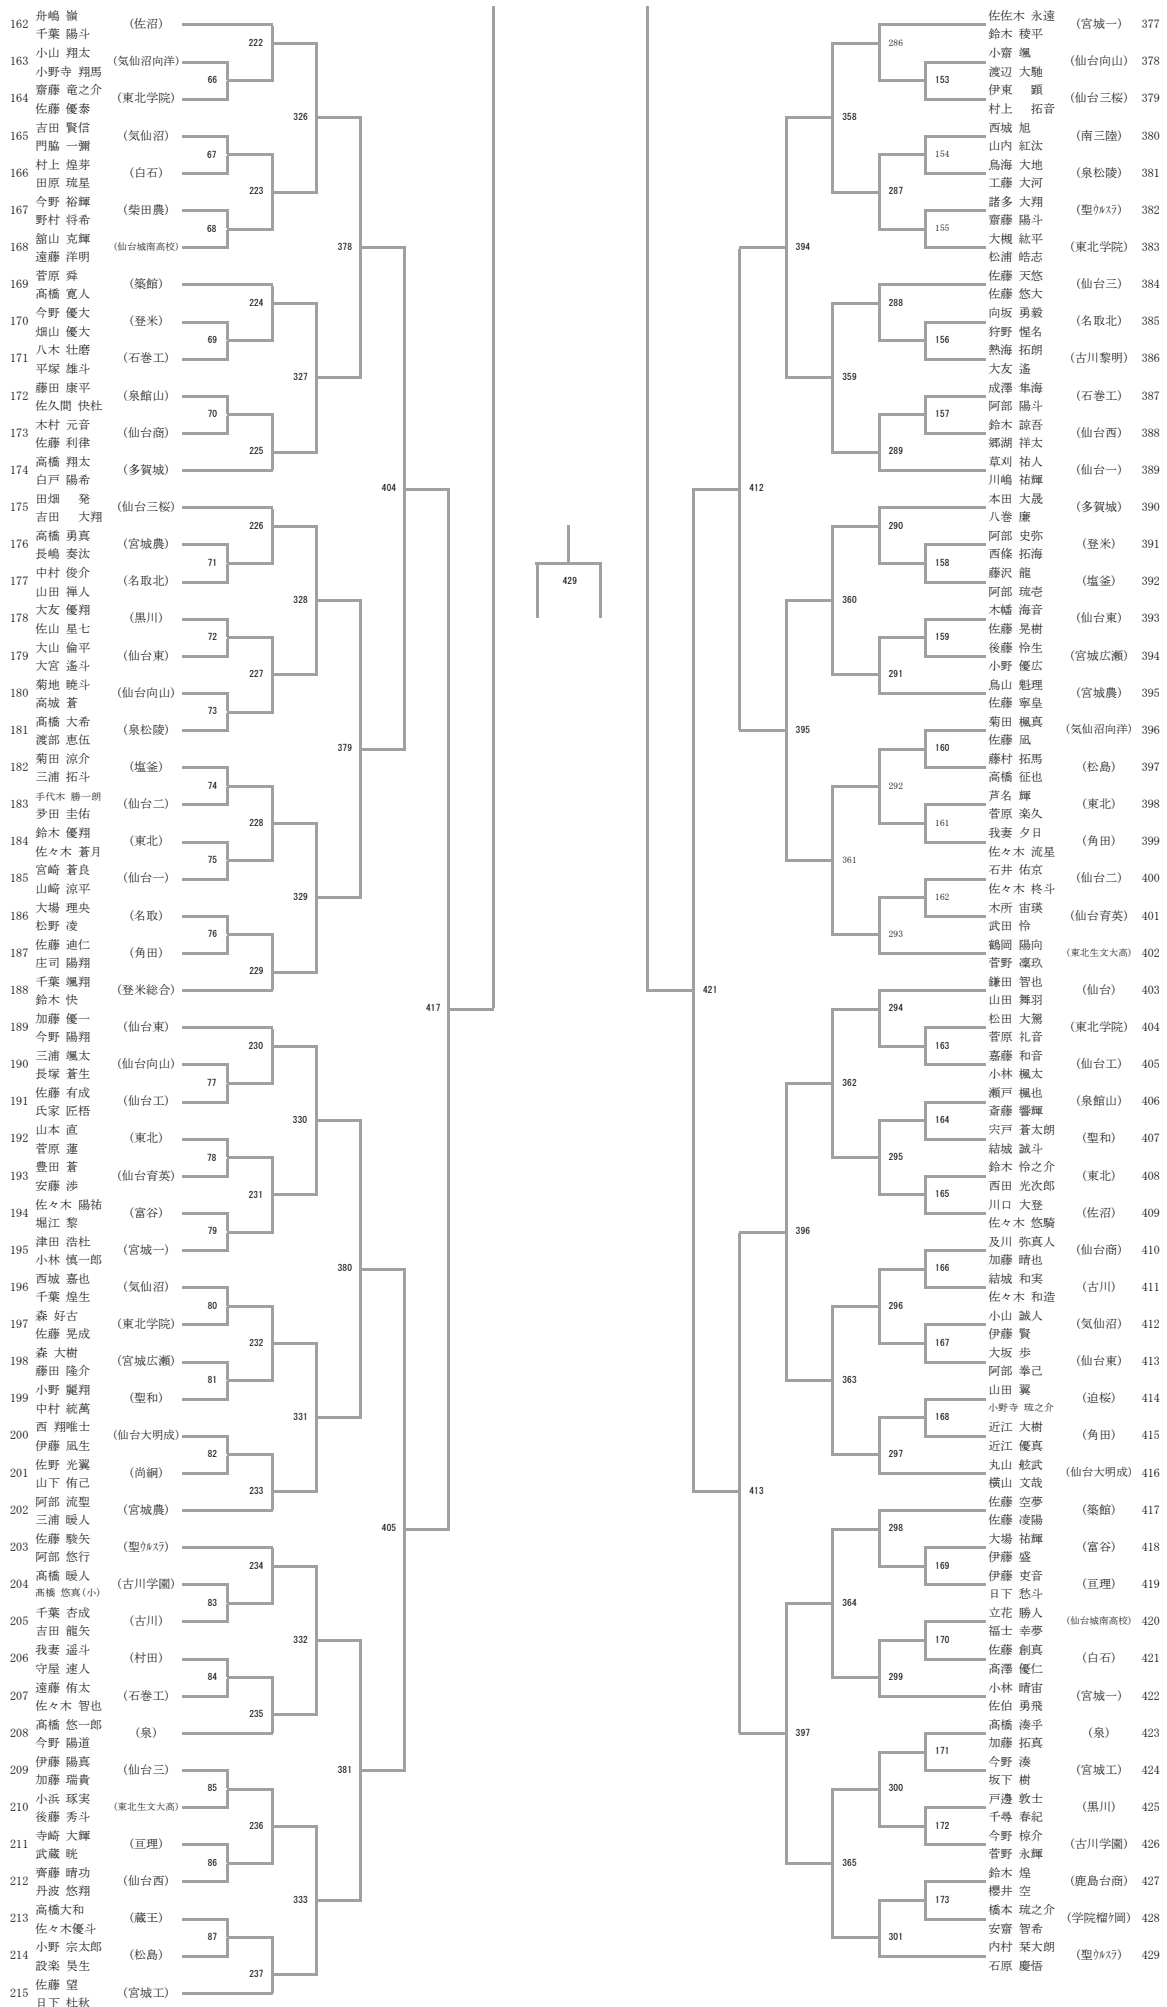 162 舟嶋 嶺 (佐沼)
千葉 陽斗
163 小山 翔太 (気仙沼向洋)
小野寺 翔馬
164 齋藤 竜之介 (東北学院)
佐藤 優泰
165 吉田 賢信 (気仙沼)
門脇 一彌
166 村上 煌芽 (白石)
田原 琉星
167 今野 裕輝 (柴田農)
野村 将希
168 舘山 克輝 (仙台城南高校)
遠藤 洋明
169 菅原 舜 (築館)
髙橋 寛人
170 今野 優大 (登米)
畑山 優大
171 八木 壮磨 (石巻工)
平塚 雄斗
172 藤田 康平 (泉館山)
佐久間 快杜
173 木村 元音 (仙台商)
佐藤 利律
174 高橋 翔太 (多賀城)
白戸 陽希
175 田畑 発 (仙台三桜)
吉田 大翔
176 高橋 勇真 (宮城農)
長嶋 奏汰
177 中村 俊介 (名取北)
山田 禅人
178 大友 優翔 (黒川)
佐山 星七
179 大山 倫平 (仙台東)
大宮 遙斗
180 菊地 暁斗 (仙台向山)
高城 蒼
181 髙橋 大希 (泉松陵)
渡部 恵伍
182 菊田 涼介 (塩釜)
三浦 拓斗
183 手代木 勝一朗 (仙台二)
夛田 圭佑
184 鈴木 優翔 (東北)
佐々木 蒼月
185 宮崎 蒼良 (仙台一)
山﨑 涼平
186 大場 理央 (名取)
松野 凌
187 佐藤 迪仁 (角田)
庄司 陽翔
188 千葉 颯翔 (登米総合)
鈴木 快
189 加藤 優一 (仙台東)
今野 陽翔
190 三浦 颯太 (仙台向山)
長塚 蒼生
191 佐藤 有成 (仙台工)
氏家 匠梧
192 山本 直 (東北)
菅原 蓮
193 豊田 蒼 (仙台育英)
安藤 渉
194 佐々木 陽祐 (富谷)
堀江 黎
195 津田 浩杜 (宮城一)
小林 慎一郎
196 西城 嘉也 (気仙沼)
千葉 煌生
197 森 好古 (東北学院)
佐藤 晃成
198 森 大樹 (宮城広瀬)
藤田 隆介
199 小野 麗翔 (聖和)
中村 統萬
200 西 翔唯士 (仙台大明成)
伊藤 凪生
201 佐野 光翼 (尚絅)
山下 侑己
202 阿部 流聖 (宮城農)
三浦 暖人
203 佐藤 駿矢 (聖ｳﾙｽﾗ)
阿部 悠行
204 髙橋 暖人 (古川学園)
髙橋 悠真(小)
205 千葉 杏成 (古川)
吉田 龍矢
206 我妻 遥斗 (村田)
守屋 速人
207 遠藤 侑太 (石巻工)
佐々木 智也
208 髙橋 悠一郎 (泉)
今野 陽道
209 伊藤 陽真 (仙台三)
加藤 瑞貴
210 小浜 琢実 (東北生文大高)
後藤 秀斗
211 寺崎 大輝 (亘理)
武蔵 晄
212 齊藤 晴功 (仙台西)
丹波 悠翔
213 高橋大和 (蔵王)
佐々木優斗
214 小野 宗太郎 (松島)
設楽 昊生
215 佐藤 望 (宮城工)
日下 杜秋
222
66
326
67
223
68
378
224
69
327
70
225
404
226
71
328
72
227
73
379
74
228
75
329
76
229
417
230
77
330
78
231
79
380
80
232
81
331
82
233
405
234
83
332
84
235
381
85
236
86
333
87
237
429
286
153
358
154
287
155
394
288
156
359
157
289
412
290
158
360
159
291
395
160
292
161
361
162
293
421
294
163
362
164
295
165
396
166
296
167
363
168
297
413
298
169
364
170
299
397
171
300
172
365
173
301
佐佐木 永遠 (宮城一) 377
鈴木 稜平
小齋 颯 (仙台向山) 378
渡辺 大馳
伊東 顕 (仙台三桜) 379
村上 拓音
西城 旭 (南三陸) 380
山内 紅汰
鳥海 大地 (泉松陵) 381
工藤 大河
諸多 大翔 (聖ｳﾙｽﾗ) 382
齋藤 陽斗
大槻 紘平 (東北学院) 383
松浦 皓志
佐藤 天悠 (仙台三) 384
佐藤 悠大
向坂 勇毅 (名取北) 385
狩野 惺名
熱海 拓朗 (古川黎明) 386
大友 遙
成澤 隼海 (石巻工) 387
阿部 陽斗
鈴木 諒吾 (仙台西) 388
郷湖 祥太
草刈 祐人 (仙台一) 389
川嶋 祐輝
本田 大晟 (多賀城) 390
八巻 廉
阿部 史弥 (登米) 391
西條 拓海
藤沢 龍 (塩釜) 392
阿部 琉壱
木幡 海音 (仙台東) 393
佐藤 晃樹
後藤 怜生 (宮城広瀬) 394
小野 優広
鳥山 魁理 (宮城農) 395
佐藤 寧皇
菊田 楓真 (気仙沼向洋) 396
佐藤 凪
藤村 拓馬 (松島) 397
高橋 征也
芦名 輝 (東北) 398
菅原 楽久
我妻 夕日 (角田) 399
佐々木 流星
石井 佑京 (仙台二) 400
佐々木 柊斗
木所 宙瑛 (仙台育英) 401
武田 怜
鶴岡 陽向 (東北生文大高) 402
菅野 凜玖
鎌田 智也 (仙台) 403
山田 舞羽
松田 大駕 (東北学院) 404
菅原 礼音
嘉藤 和音 (仙台工) 405
小林 楓太
瀬戸 楓也 (泉館山) 406
斎藤 響輝
宍戸 蒼太朗 (聖和) 407
結城 誠斗
鈴木 怜之介 (東北) 408
西田 光次郎
川口 大登 (佐沼) 409
佐々木 悠騎
及川 弥真人 (仙台商) 410
加藤 晴也
結城 和実 (古川) 411
佐々木 和造
小山 誠人 (気仙沼) 412
伊藤 賢
大坂 歩 (仙台東) 413
阿部 拳己
山田 翼 (迫桜) 414
小野寺 琉之介
近江 大樹 (角田) 415
近江 優真
丸山 舷武 (仙台大明成) 416
横山 文哉
佐藤 空夢 (築館) 417
佐藤 凌陽
大場 祐輝 (富谷) 418
伊藤 盛
伊藤 吏音 (亘理) 419
日下 愁斗
立花 勝人 (仙台城南高校) 420
福士 幸夢
佐藤 創真 (白石) 421
髙澤 優仁
小林 晴宙 (宮城一) 422
佐伯 勇飛
髙橋 湊乎 (泉) 423
加藤 拓真
今野 湊 (宮城工) 424
坂下 樹
戸邊 敦士 (黒川) 425
千尋 春紀
今野 椋介 (古川学園) 426
菅野 永輝
鈴木 煌 (鹿島台商) 427
櫻井 空
橋本 琉之介 (学院榴ｹ岡) 428
安齋 智希
内村 栞大朗 (聖ｳﾙｽﾗ) 429
石原 慶悟